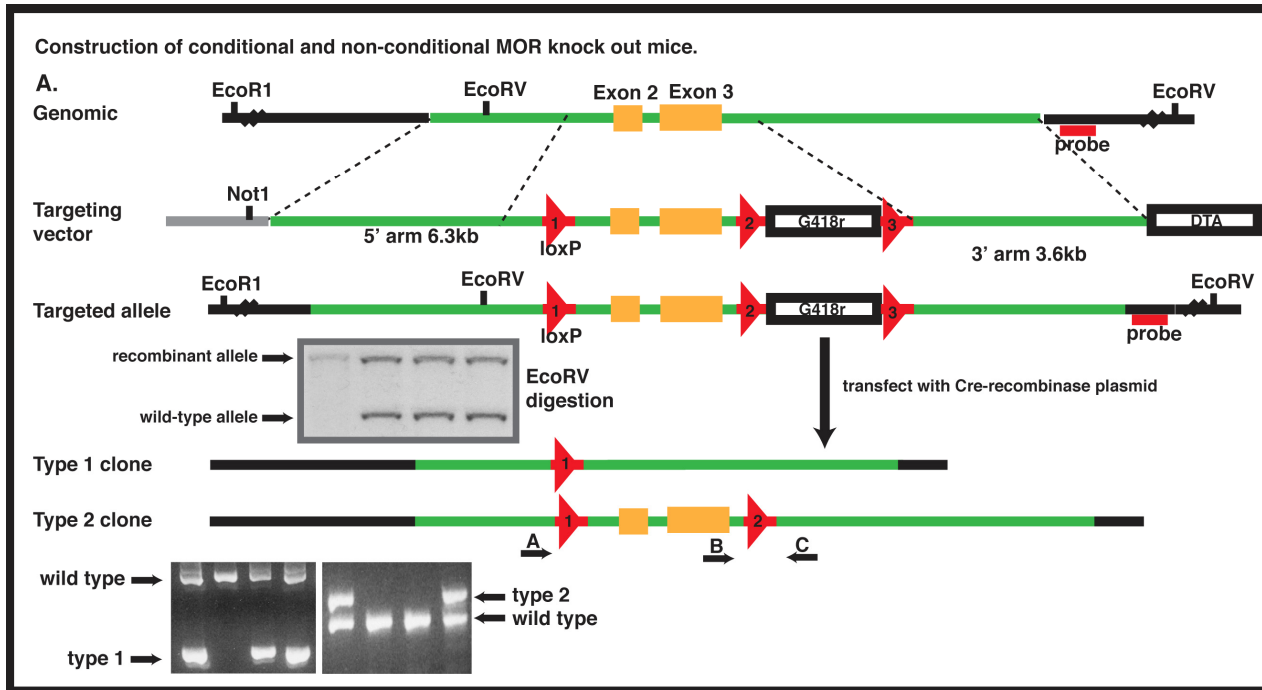 Construction of conditional and non-conditional MOR knock out mice.
A.
EcoR1
EcoRV
Exon 2
Exon 3
EcoRV
Genomic
probe
Not1
Targeting
vector
1
2
G418r
3
DTA
5' arm 6.3kb
loxP
3' arm 3.6kb
EcoR1
EcoRV
EcoRV
Targeted allele
1
2
G418r
3
loxP
probe
recombinant allele
EcoRV
digestion
wild-type allele
transfect with Cre-recombinase plasmid
Type 1 clone
1
Type 2 clone
1
2
A
B
C
wild type
type 2
wild type
type 1